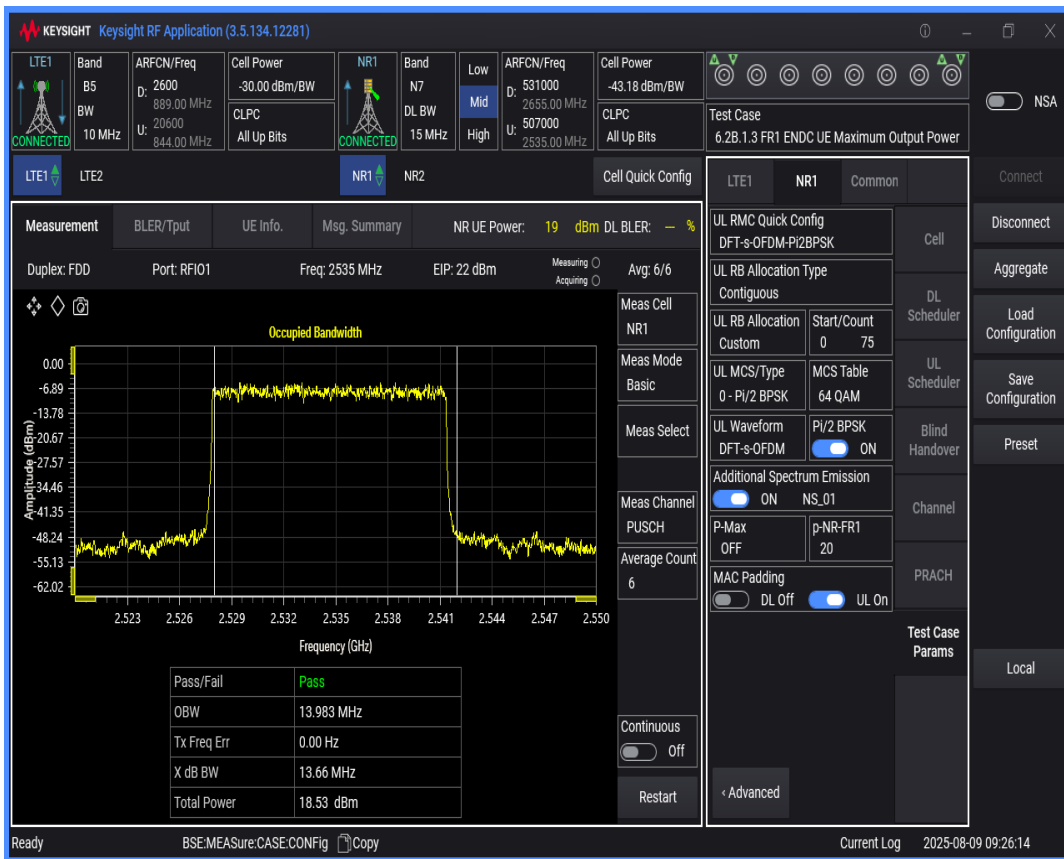 KEYSIGHT Keysight RF Application (3.5.134.12281)
LTE1
CONNECTED
Band
B5
BW
10 MHz
ARFCN/Freq
D: 2600
889.00 MHz
U: 20600
844.00 MHz
Cell Power
-30.00 dBm/BW
CLPC
All Up Bits
NR1
CONNECTED
Band
N7
DL BW
15 MHz
Low
Mid
High
ARFCN/Freq
D: 531000
2655.00 MHz
U: 507000
2535.00 MHz
Cell Power
-43.18 dBm/BW
CLPC
All Up Bits
Test Case
6.2B.1.3 FR1 ENDC UE Maximum Output Power
NSA
LTE1 LTE2 NR1 NR2 Cell Quick Config
Measurement BLER/Tput UE Info. Msg. Summary NR UE Power: 19 dBm DL BLER: -- %
Duplex: FDD Port: RFIO1 Freq: 2535 MHz EIP: 22 dBm Measuring Acquiring Avg: 6/6
Occupied Bandwidth
Amplitude (dBm)
0.00
-6.89
-13.78
-20.67
-27.57
-34.46
-41.35
-48.24
-55.13
-62.02
2.523 2.526 2.529 2.532 2.535 2.538 2.541 2.544 2.547 2.550
Frequency (GHz)
Pass/Fail Pass
OBW 13.983 MHz
Tx Freq Err 0.00 Hz
X dB BW 13.66 MHz
Total Power 18.53 dBm
Meas Cell
NR1
Meas Mode
Basic
Meas Select
Meas Channel
PUSCH
Average Count
6
Continuous
Off
Restart
LTE1 NR1 Common
UL RMC Quick Config
DFT-s-OFDM-Pi2BPSK
UL RB Allocation Type
Contiguous
UL RB Allocation Start/Count
Custom 0 75
UL MCS/Type MCS Table
0 - Pi/2 BPSK 64 QAM
UL Waveform Pi/2 BPSK
DFT-s-OFDM ON
Additional Spectrum Emission
ON NS_01
P-Max p-NR-FR1
OFF 20
MAC Padding
DL Off UL On
‹ Advanced
Cell
DL
Scheduler
UL
Scheduler
Blind
Handover
Channel
PRACH
Test Case
Params
Connect
Disconnect
Aggregate
Load
Configuration
Save
Configuration
Preset
Local
Ready BSE:MEASure:CASE:CONFig Copy Current Log 2025-08-09 09:26:14